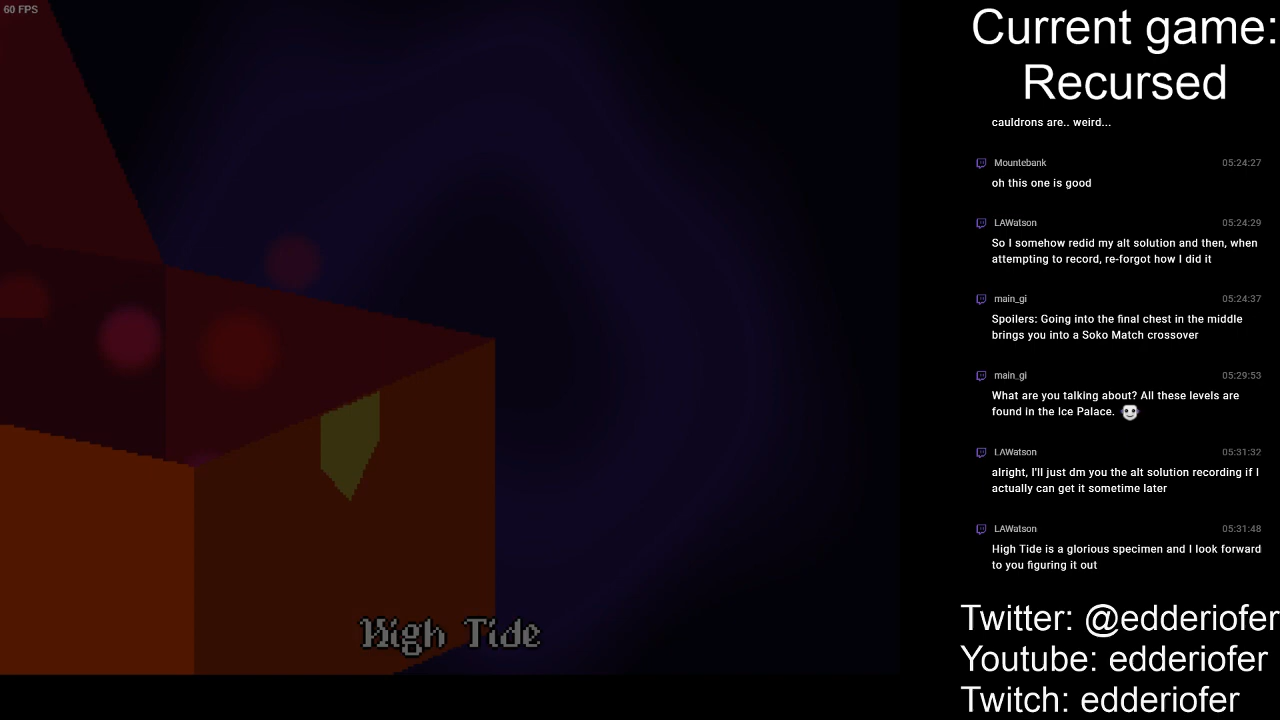 60 FPS
High Tide
Current game:
Recursed
cauldrons are.. weird...
Mountebank 05:24:27
oh this one is good
LAWatson 05:24:29
So I somehow redid my alt solution and then, when
attempting to record, re-forgot how I did it
main_gi 05:24:37
Spoilers: Going into the final chest in the middle
brings you into a Soko Match crossover
main_gi 05:29:53
What are you talking about? All these levels are
found in the Ice Palace.
LAWatson 05:31:32
alright, I'll just dm you the alt solution recording if I
actually can get it sometime later
LAWatson 05:31:48
High Tide is a glorious specimen and I look forward
to you figuring it out
Twitter: @edderiofer
Youtube: edderiofer
Twitch: edderiofer